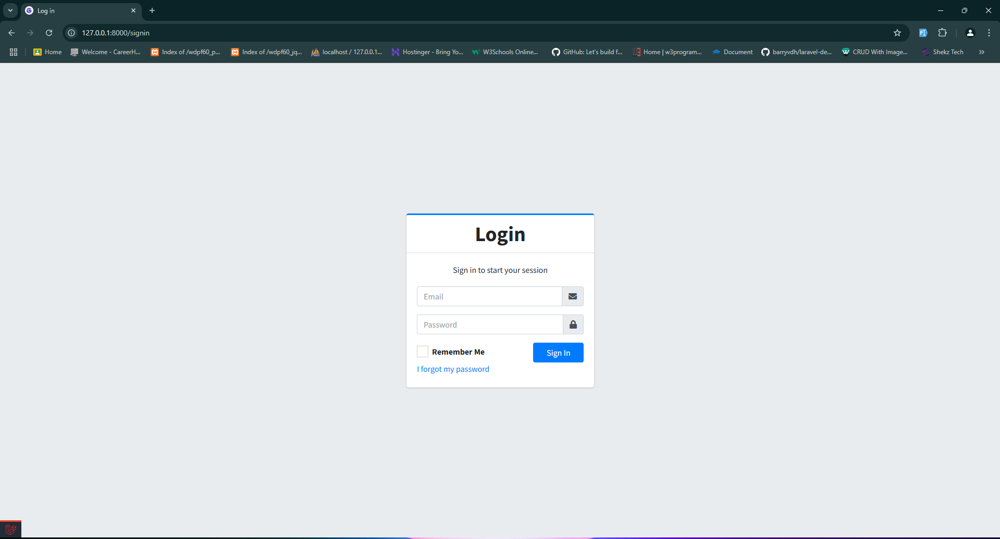 Log in
127.0.0.1:8000/signin
Home
Welcome - CareerH...
Index of /wdpf60_p...
Index of /wdpf60_jq...
localhost / 127.0.0.1...
Hostinger - Bring Yo...
W3Schools Online...
GitHub: Let's build f...
Home | w3program...
Document
barryvdh/laravel-de...
CRUD With Image...
Shekz Tech
Login
Sign in to start your session
Email
Password
Remember Me
Sign In
I forgot my password